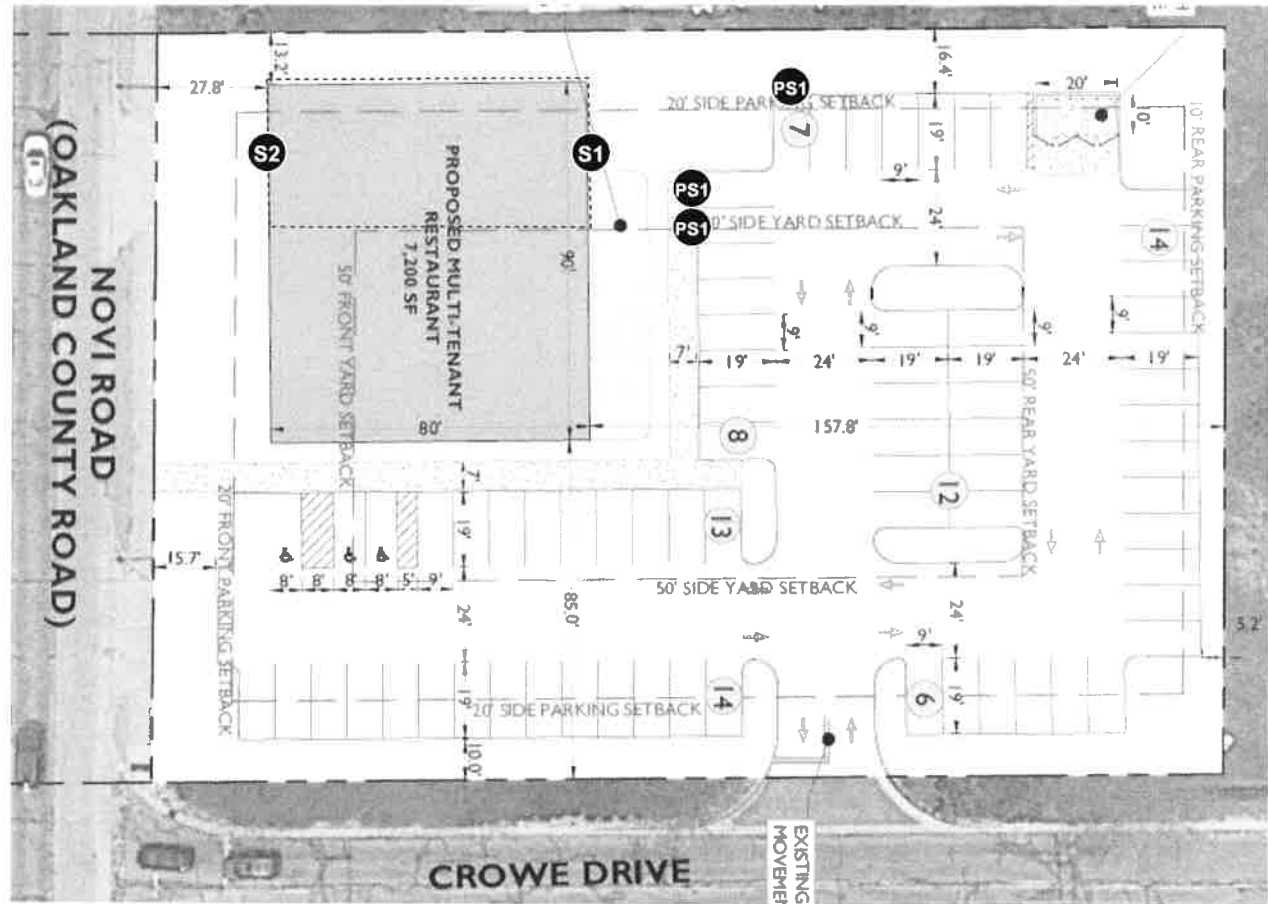 13.2'
27.8'
16.4'
20'
10'
PS1
20' SIDE PARKING SETBACK
7
19'
10' REAR PARKING SETBACK
S2
S1
PROPOSED MULTI-TENANT
RESTAURANT
7,200 SF
PS1
9'
14
PS1
0' SIDE YARD SETBACK
24'
90'
50' FRONT YARD SETBACK
NOVI ROAD
(OAKLAND COUNTY ROAD)
9'
9'
9'
9'
7'
19'
24'
19'
19'
24'
19'
50' REAR YARD SETBACK
80'
157.8'
8
7'
12
20' FRONT PARKING SETBACK
19'
13
15.7'
8'
8'
8'
8'
5'
9'
50' SIDE YARD SETBACK
24'
85.0'
24'
5.2'
9'
19'
14
6
19'
20' SIDE PARKING SETBACK
10.0'
EXISTING
CROWE DRIVE